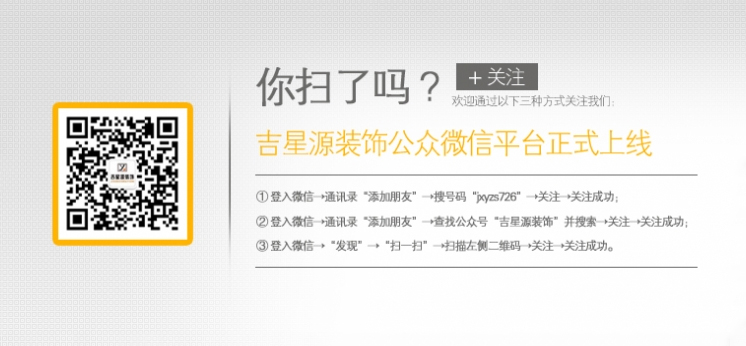 你扫了吗？
+ 关注
欢迎通过以下三种方式关注我们：
吉星源装饰公众微信平台正式上线
① 登入微信→通讯录“添加朋友”→搜号码“jxyzs726”→关注→关注成功；
② 登入微信→通讯录“添加朋友”→查找公众号“吉星源装饰”并搜索→关注→关注成功；
③ 登入微信→“发现”→“扫一扫”→扫描左侧二维码→关注→关注成功。
吉星源装饰